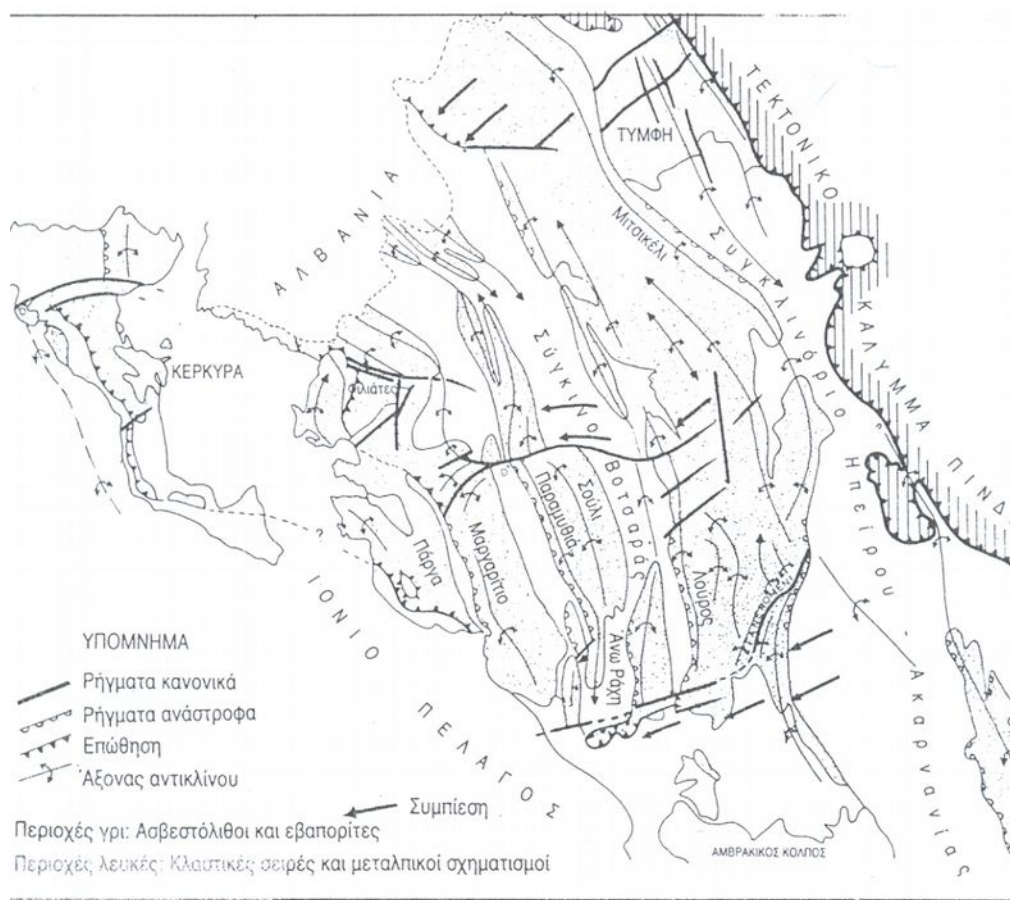 ΤΕΚΤΟΝΙΚΟ ΚΑΛΥΜΜΑ ΠΙΝΔ
ΤΥΜΦΗ
ΑΛΒΑΝΙΑ
Μιτσικέλι
Συγκλινόριο Ηπείρου - Ακαρνανίας
ΚΕΡΚΥΡΑ
Φιλιάτες
Σύγκλινο Βοτσαράς
Παραμυθιά
Σούλι
Μαργαρίτιο
Πάργα
Λούρος
Άνω Ράχη
ΙΟΝΙΟ ΠΕΛΑΓΟΣ
ΑΜΒΡΑΚΙΚΟΣ ΚΟΛΠΟΣ
ΥΠΟΜΝΗΜΑ
Ρήγματα κανονικά
Ρήγματα ανάστροφα
Επώθηση
Άξονας αντικλίνου
Συμπίεση
Περιοχές γρι: Ασβεστόλιθοι και εβαπορίτες
Περιοχές λευκές: Κλαστικές σειρές και μεταλπικοί σχηματισμοί